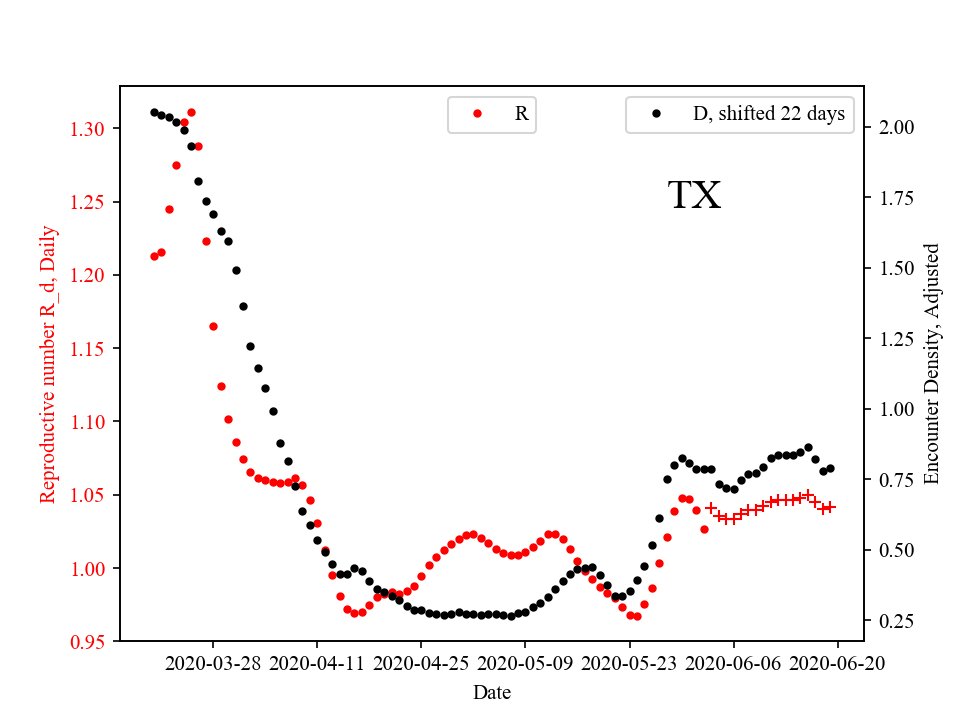 R
D, shifted 22 days
TX
Reproductive number R_d, Daily
1.30
1.25
1.20
1.15
1.10
1.05
1.00
0.95
2.00
1.75
1.50
1.25
1.00
0.75
0.50
0.25
Encounter Density, Adjusted
2020-03-28 2020-04-11 2020-04-25 2020-05-09 2020-05-23 2020-06-06 2020-06-20
Date